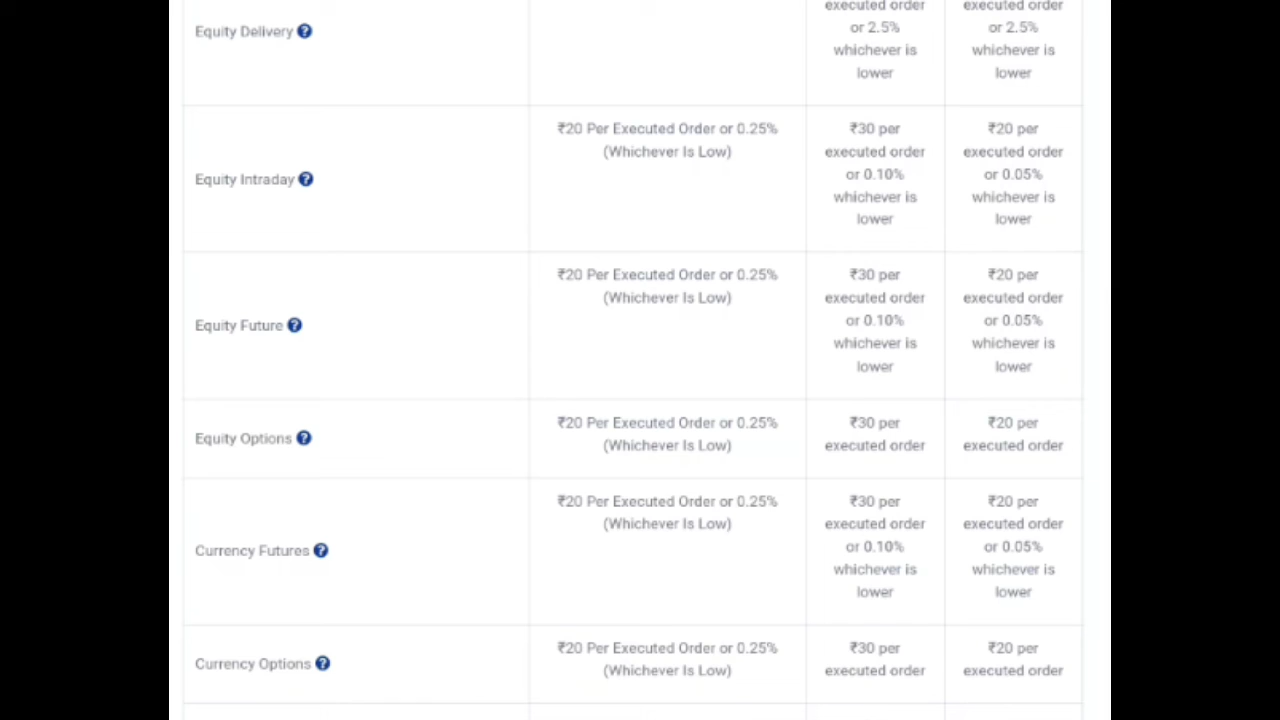 executed order
or 2.5%
whichever is
lower
executed order
or 2.5%
whichever is
lower
Equity Delivery ?
Equity Intraday ?
₹20 Per Executed Order or 0.25%
(Whichever Is Low)
₹30 per
executed order
or 0.10%
whichever is
lower
₹20 per
executed order
or 0.05%
whichever is
lower
Equity Future ?
₹20 Per Executed Order or 0.25%
(Whichever Is Low)
₹30 per
executed order
or 0.10%
whichever is
lower
₹20 per
executed order
or 0.05%
whichever is
lower
Equity Options ?
₹20 Per Executed Order or 0.25%
(Whichever Is Low)
₹30 per
executed order
₹20 per
executed order
Currency Futures ?
₹20 Per Executed Order or 0.25%
(Whichever Is Low)
₹30 per
executed order
or 0.10%
whichever is
lower
₹20 per
executed order
or 0.05%
whichever is
lower
Currency Options ?
₹20 Per Executed Order or 0.25%
(Whichever Is Low)
₹30 per
executed order
₹20 per
executed order